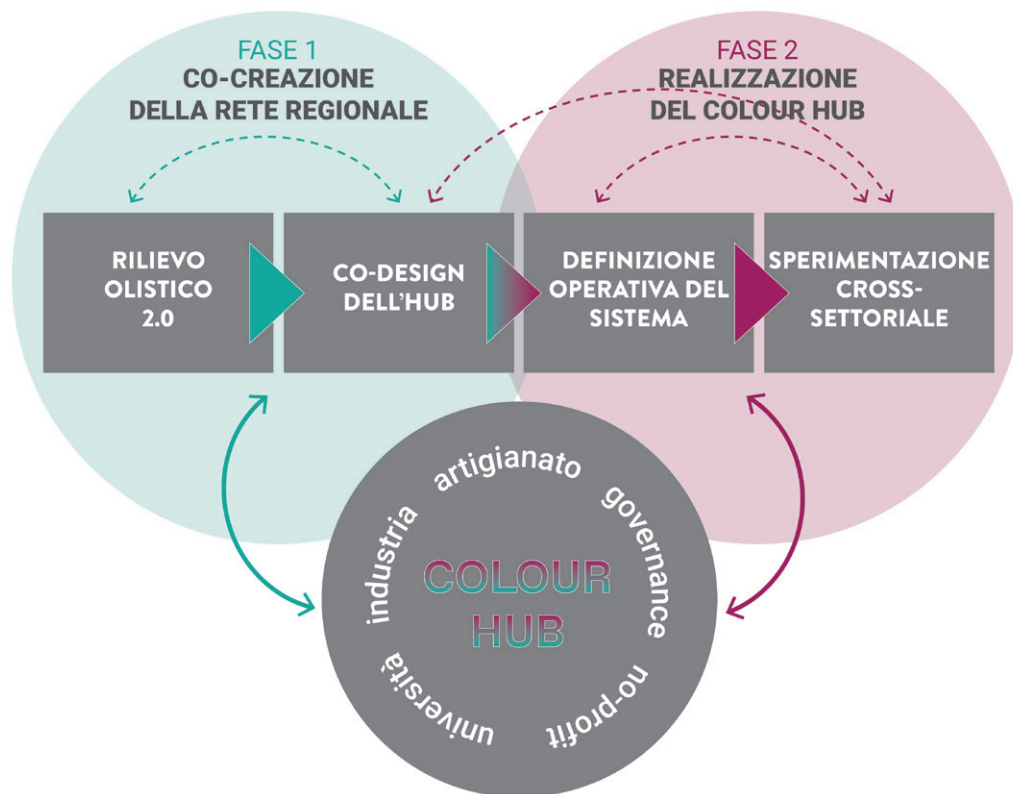 FASE 1
CO-CREAZIONE
DELLA RETE REGIONALE
FASE 2
REALIZZAZIONE
DEL COLOUR HUB
RILIEVO
OLISTICO
2.0
CO-DESIGN
DELL'HUB
DEFINIZIONE
OPERATIVA DEL
SISTEMA
SPERIMENTAZIONE
CROSS-
SETTORIALE
università
industria
artigianato
governance
no-profit
COLOUR
HUB